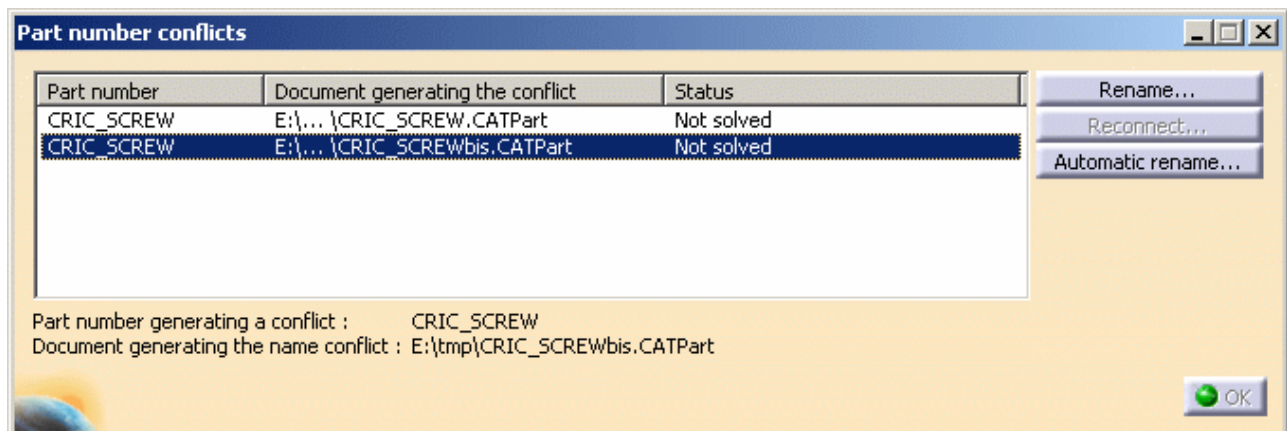 Part number conflicts
Part number Document generating the conflict Status
CRIC_SCREW E:\... \CRIC_SCREW.CATPart Not solved
CRIC_SCREW E:\... \CRIC_SCREWbis.CATPart Not solved
Rename...
Reconnect...
Automatic rename...
Part number generating a conflict : CRIC_SCREW
Document generating the name conflict : E:\tmp\CRIC_SCREWbis.CATPart
OK